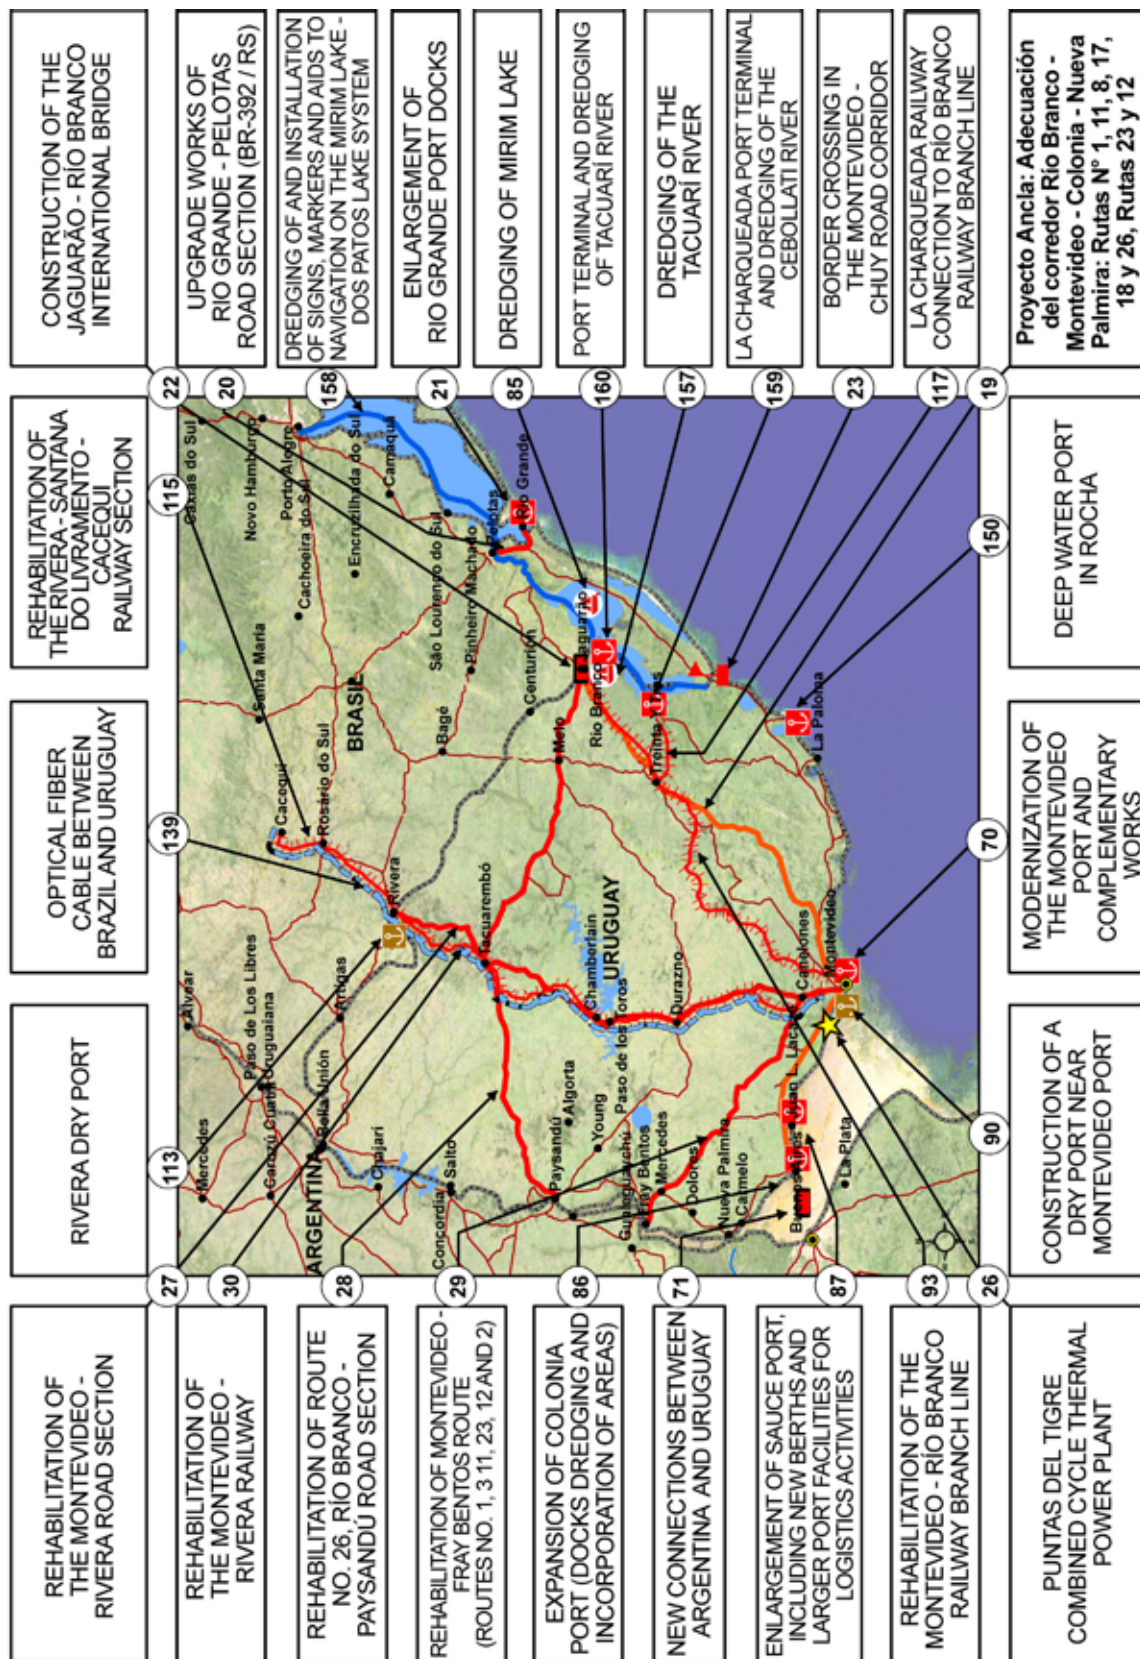 REHABILITATION OF
THE MONTEVIDEO -
RIVERA ROAD SECTION
27
REHABILITATION OF
THE MONTEVIDEO -
RIVERA RAILWAY
30
REHABILITATION OF ROUTE
NO. 26, RÍO BRANCO -
PAYSANDÚ ROAD SECTION
28
REHABILITATION OF MONTEVIDEO -
FRAY BENTOS ROUTE
(ROUTES NO. 1, 3 11, 23, 12 AND 2)
29
EXPANSION OF COLONIA
PORT (DOCKS DREDGING AND
INCORPORATION OF AREAS)
86
NEW CONNECTIONS BETWEEN
ARGENTINA AND URUGUAY
71
ENLARGEMENT OF SAUCE PORT,
INCLUDING NEW BERTHS AND
LARGER PORT FACILITIES FOR
LOGISTICS ACTIVITIES
87
REHABILITATION OF THE
MONTEVIDEO - RÍO BRANCO
RAILWAY BRANCH LINE
93
PUNTAS DEL TIGRE
COMBINED CYCLE THERMAL
POWER PLANT
26
RIVERA DRY PORT
113
OPTICAL FIBER
CABLE BETWEEN
BRAZIL AND URUGUAY
139
REHABILITATION OF
THE RIVERA - SANTANA
DO LIVRAMENTO -
CACEQUI
RAILWAY SECTION
115
Alvear
Mercedes
Paso de Los Libres
Uruguaiana
Bella Unión
ARGENTINA
Chajarí
Artigas
Concordia
Salto
Caxias do Sul
Novo Hamburgo
Porto Alegre
Santa Maria
Cachoeira do Sul
Cacequi
Rosário do Sul
Encruzilhada do Sul
BRASIL
Camaquã
Rivera
São Lourenço do Sul
Bagé
Pinheiro Machado
Pelotas
Rio Grande
Tacuarembó
Centurión
Melo
Jaguarão
Río Branco
Paysandú
Algorta
Young
Chamberlain
Paso de los Toros
URUGUAY
Treinta y Tres
Gualeguaychú
Fray Bentos
Mercedes
Dolores
Durazno
Nueva Palmira
Carmelo
Buenos Aires
Juan L. Lacaze
Canelones
Montevideo
La Plata
La Paloma
CONSTRUCTION OF THE
JAGUARÃO - RÍO BRANCO
INTERNATIONAL BRIDGE
22
UPGRADE WORKS OF
RIO GRANDE - PELOTAS
ROAD SECTION (BR-392 / RS)
20
DREDGING OF AND INSTALLATION
OF SIGNS, MARKERS AND AIDS TO
NAVIGATION ON THE MIRIM LAKE -
DOS PATOS LAKE SYSTEM
158
ENLARGEMENT OF
RIO GRANDE PORT DOCKS
21
DREDGING OF MIRIM LAKE
85
PORT TERMINAL AND DREDGING
OF TACUARÍ RIVER
160
DREDGING OF THE
TACUARÍ RIVER
157
LA CHARQUEADA PORT TERMINAL
AND DREDGING OF THE
CEBOLLATI RIVER
159
BORDER CROSSING IN
THE MONTEVIDEO -
CHUY ROAD CORRIDOR
23
LA CHARQUEADA RAILWAY
CONNECTION TO RÍO BRANCO
RAILWAY BRANCH LINE
117
Proyecto Ancla: Adecuación
del corredor Río Branco -
Montevideo - Colonia - Nueva
Palmira: Rutas N° 1, 11, 8, 17,
18 y 26, Rutas 23 y 12
19
90
CONSTRUCTION OF A
DRY PORT NEAR
MONTEVIDEO PORT
70
MODERNIZATION OF
THE MONTEVIDEO
PORT AND
COMPLEMENTARY
WORKS
150
DEEP WATER PORT
IN ROCHA